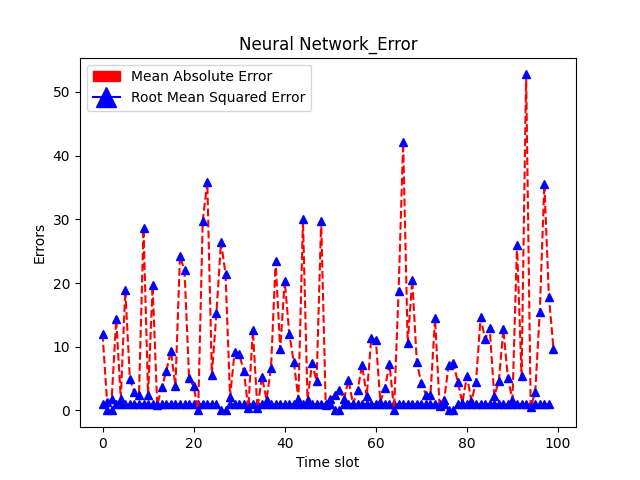 Neural Network_Error
Mean Absolute Error
Root Mean Squared Error
Errors
50
40
30
20
10
0
0 20 40 60 80 100
Time slot